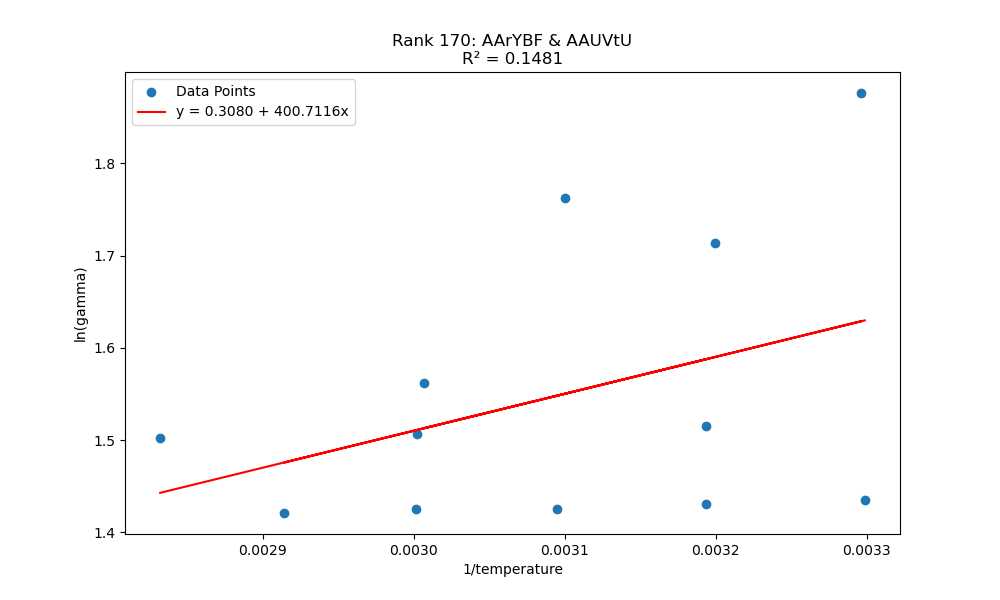 Rank 170: AArYBF & AAUVtU
R² = 0.1481
Data Points
y = 0.3080 + 400.7116x
1.8
1.7
1.6
1.5
1.4
ln(gamma)
0.0029 0.0030 0.0031 0.0032 0.0033
1/temperature